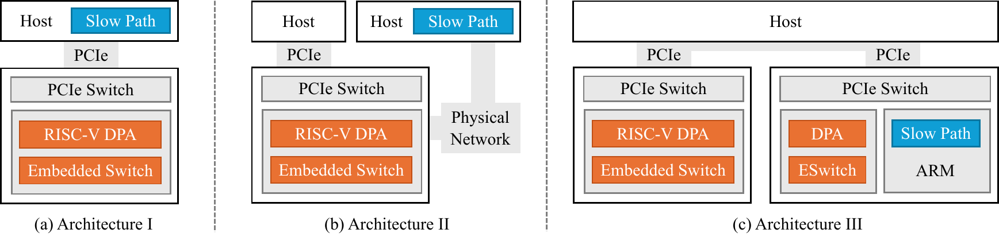 Host
Slow Path
PCIe
PCIe Switch
RISC-V DPA
Embedded Switch
(a) Architecture I
Host
Host
Slow Path
PCIe
PCIe Switch
RISC-V DPA
Embedded Switch
Physical
Network
(b) Architecture II
Host
PCIe
PCIe
PCIe Switch
RISC-V DPA
Embedded Switch
PCIe Switch
DPA
ESwitch
Slow Path
ARM
(c) Architecture III